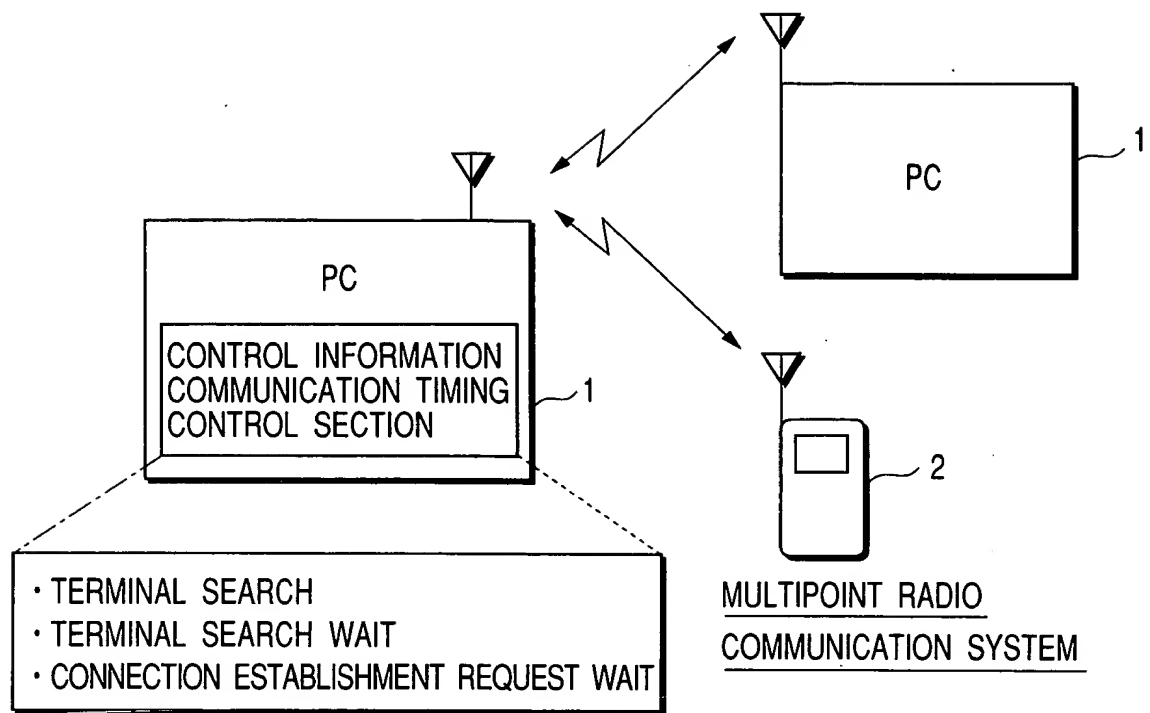 PC
1
PC
CONTROL INFORMATION
COMMUNICATION TIMING
CONTROL SECTION
1
2
· TERMINAL SEARCH
· TERMINAL SEARCH WAIT
· CONNECTION ESTABLISHMENT REQUEST WAIT
MULTIPOINT RADIO
COMMUNICATION SYSTEM